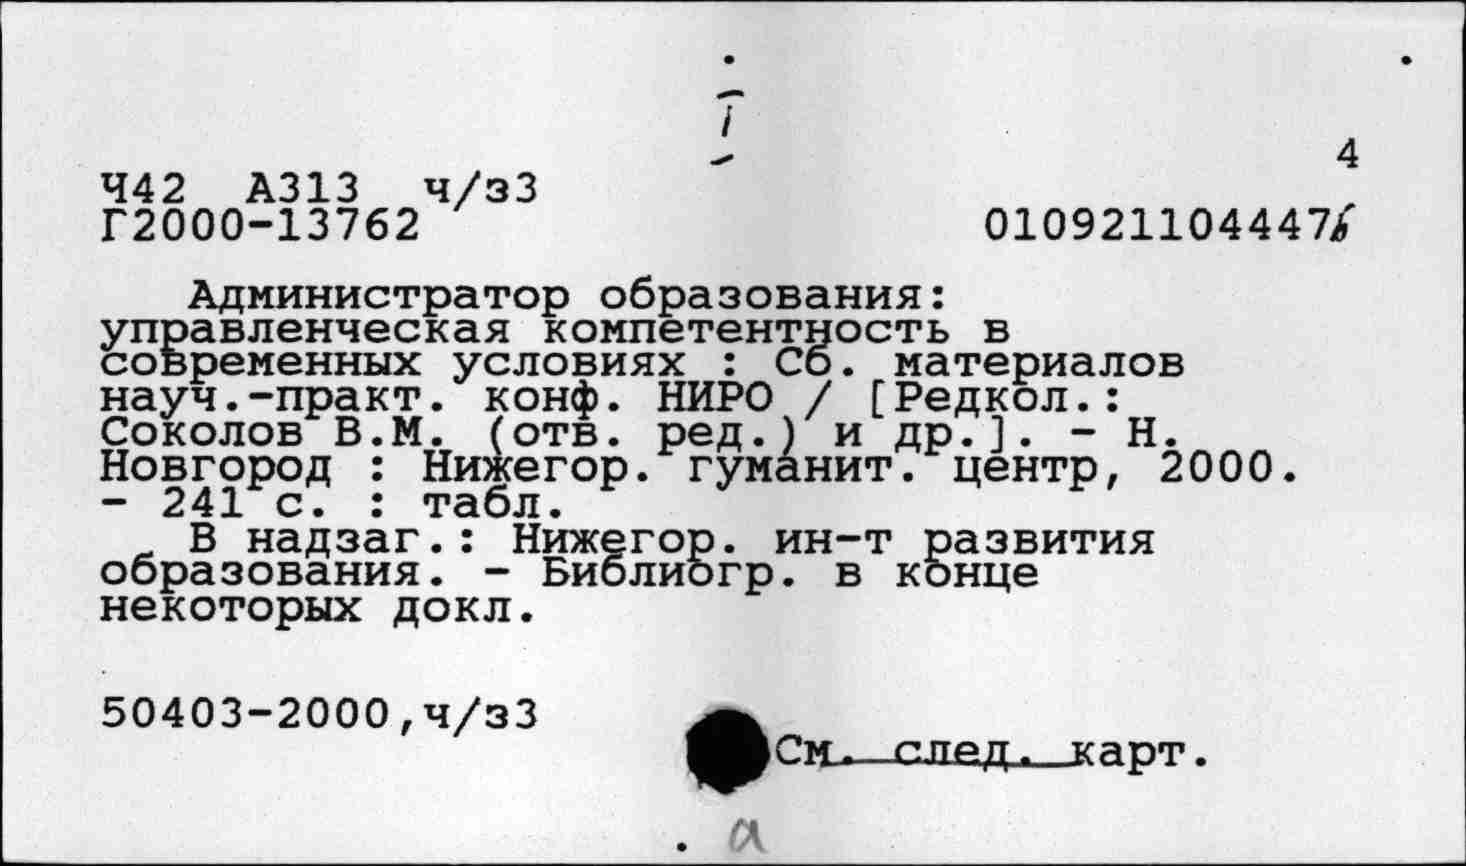 4
Ч42 А313 ч/з3
Г2000-13762 010921104447
Администратор образования:
управленческая компетентность в
современных условиях : Сб. материалов
науч.-практ. конф. НИРО / [Редкол.:
Соколов В.М. (отв. ред.) и др.]. - Н.
Новгород : Нижегор. гуманит. центр, 2000.
- 241 с. : табл.
В надзаг.: Нижегор. ин-т развития
образования. - Библиогр. в конце
некоторых докл.
50403-2000,ч/з3
См. след. карт.
а